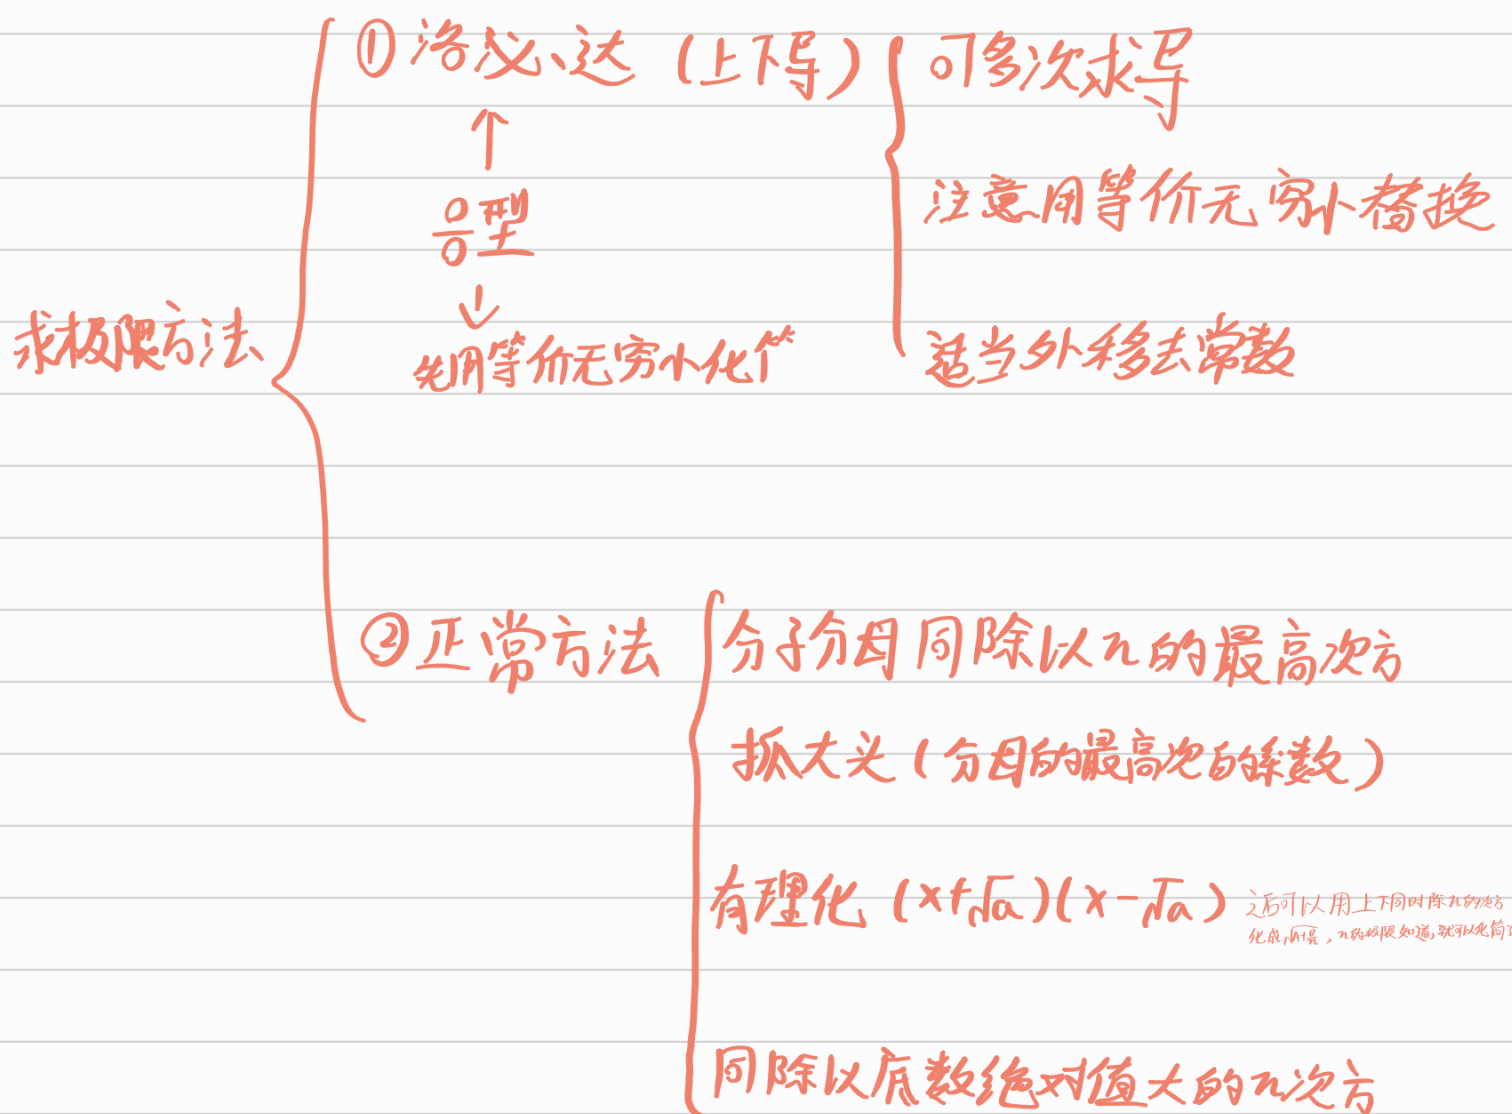 求极限方法
① 洛必达（上下导）
可多次求导
注意用等价无穷小替换
适当外移去常数
↑
0/0型
↓
先用等价无穷小化简
② 正常方法
分子分母同除以n的最高次方
抓大头（分母的最高次的系数）
有理化 (x+√a)(x-√a)
之后可以用上下同时除n的次方
化成，n的极限知道，就可以化简
同除以底数绝对值大的n次方